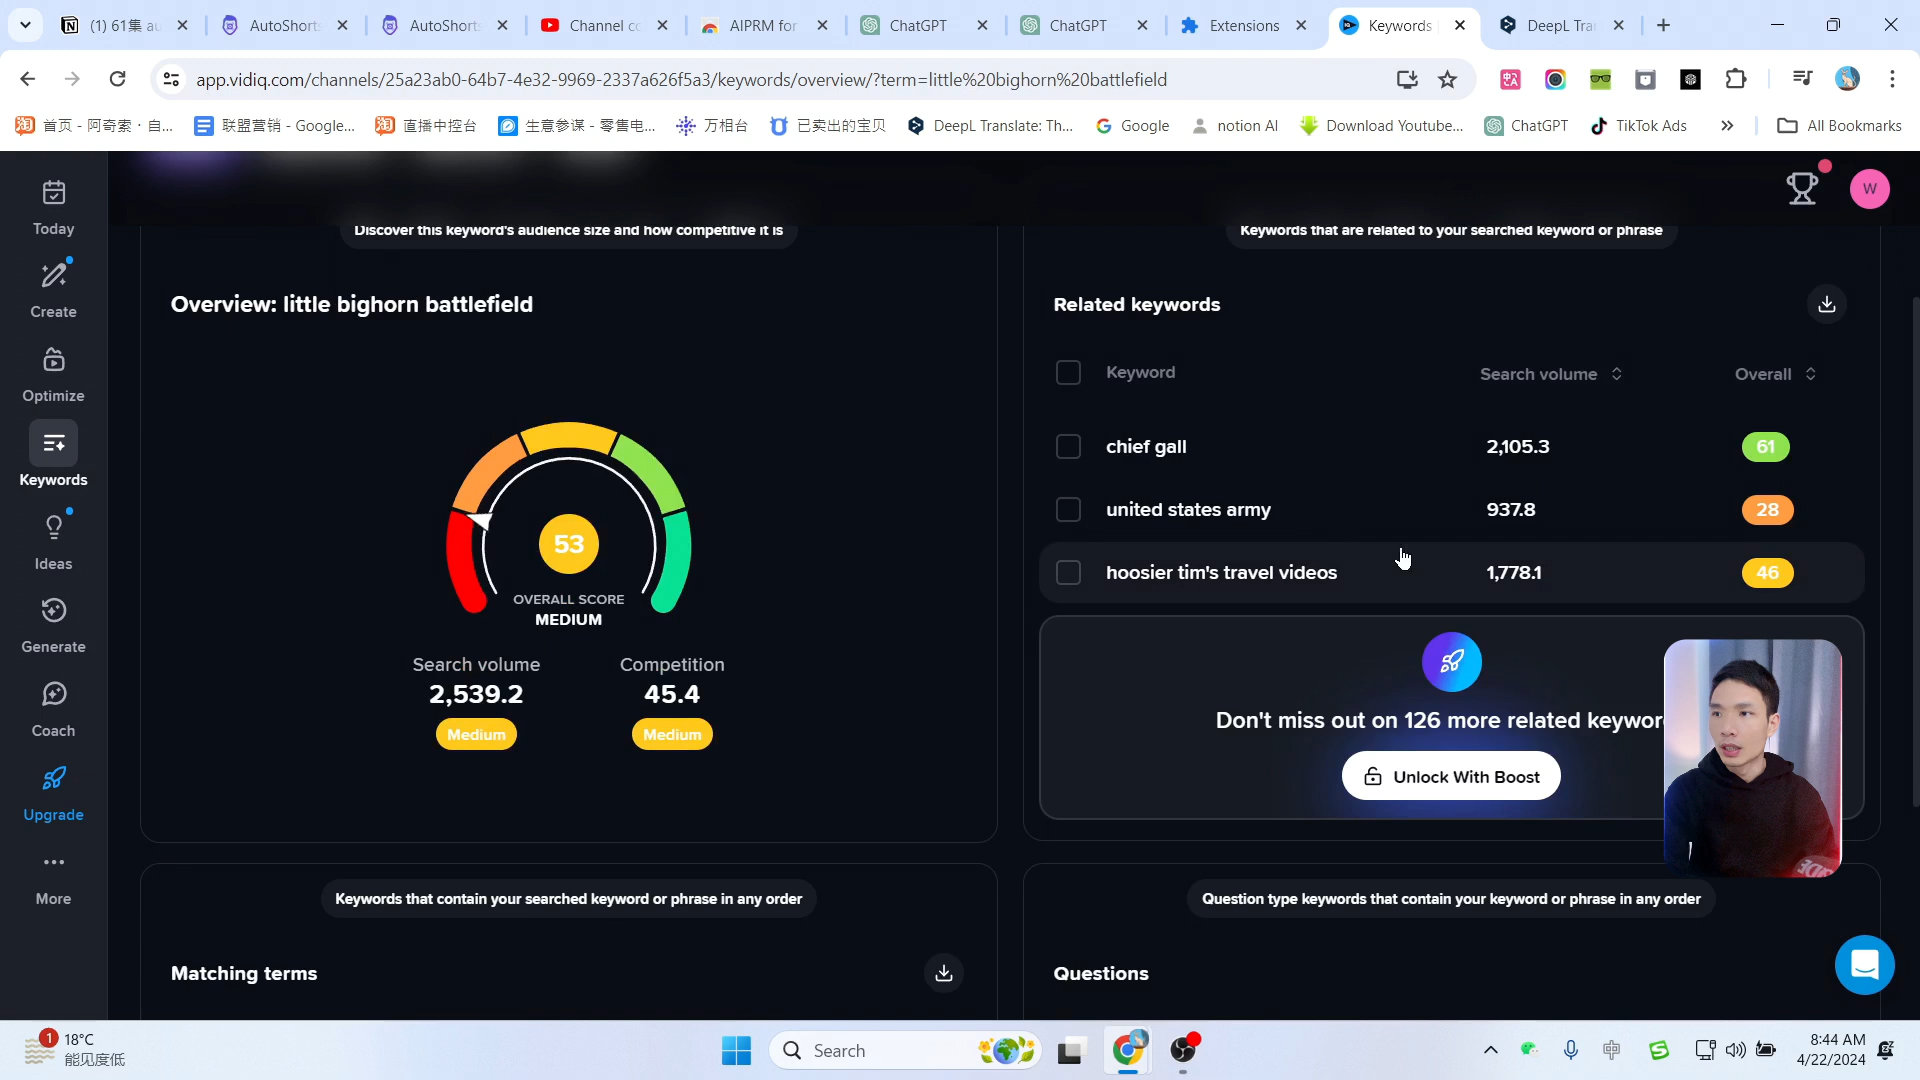 (1) 61集 au
AutoShorts
AutoShorts
Channel co
AIPRM for
ChatGPT
ChatGPT
Extensions
Keywords
DeepL Tran
app.vidiq.com/channels/25a23ab0-64b7-4e32-9969-2337a626f5a3/keywords/overview/?term=little%20bighorn%20battlefield
首页 - 阿奇索 · 自...
联盟营销 - Google...
直播中控台
生意参谋 - 零售电...
万相台
已卖出的宝贝
DeepL Translate: Th...
Google
notion AI
Download Youtube...
ChatGPT
TikTok Ads
All Bookmarks
Today
Create
Optimize
Keywords
Ideas
Generate
Coach
Upgrade
More
W
Discover this keyword's audience size and how competitive it is
Overview: little bighorn battlefield
53
OVERALL SCORE
MEDIUM
Search volume
2,539.2
Medium
Competition
45.4
Medium
Keywords that are related to your searched keyword or phrase
Related keywords
Keyword Search volume Overall
chief gall 2,105.3 61
united states army 937.8 28
hoosier tim's travel videos 1,778.1 46
Don't miss out on 126 more related keywor
Unlock With Boost
Keywords that contain your searched keyword or phrase in any order
Matching terms
Question type keywords that contain your keyword or phrase in any order
Questions
1
18°C
能见度低
Search
中
8:44 AM
4/22/2024